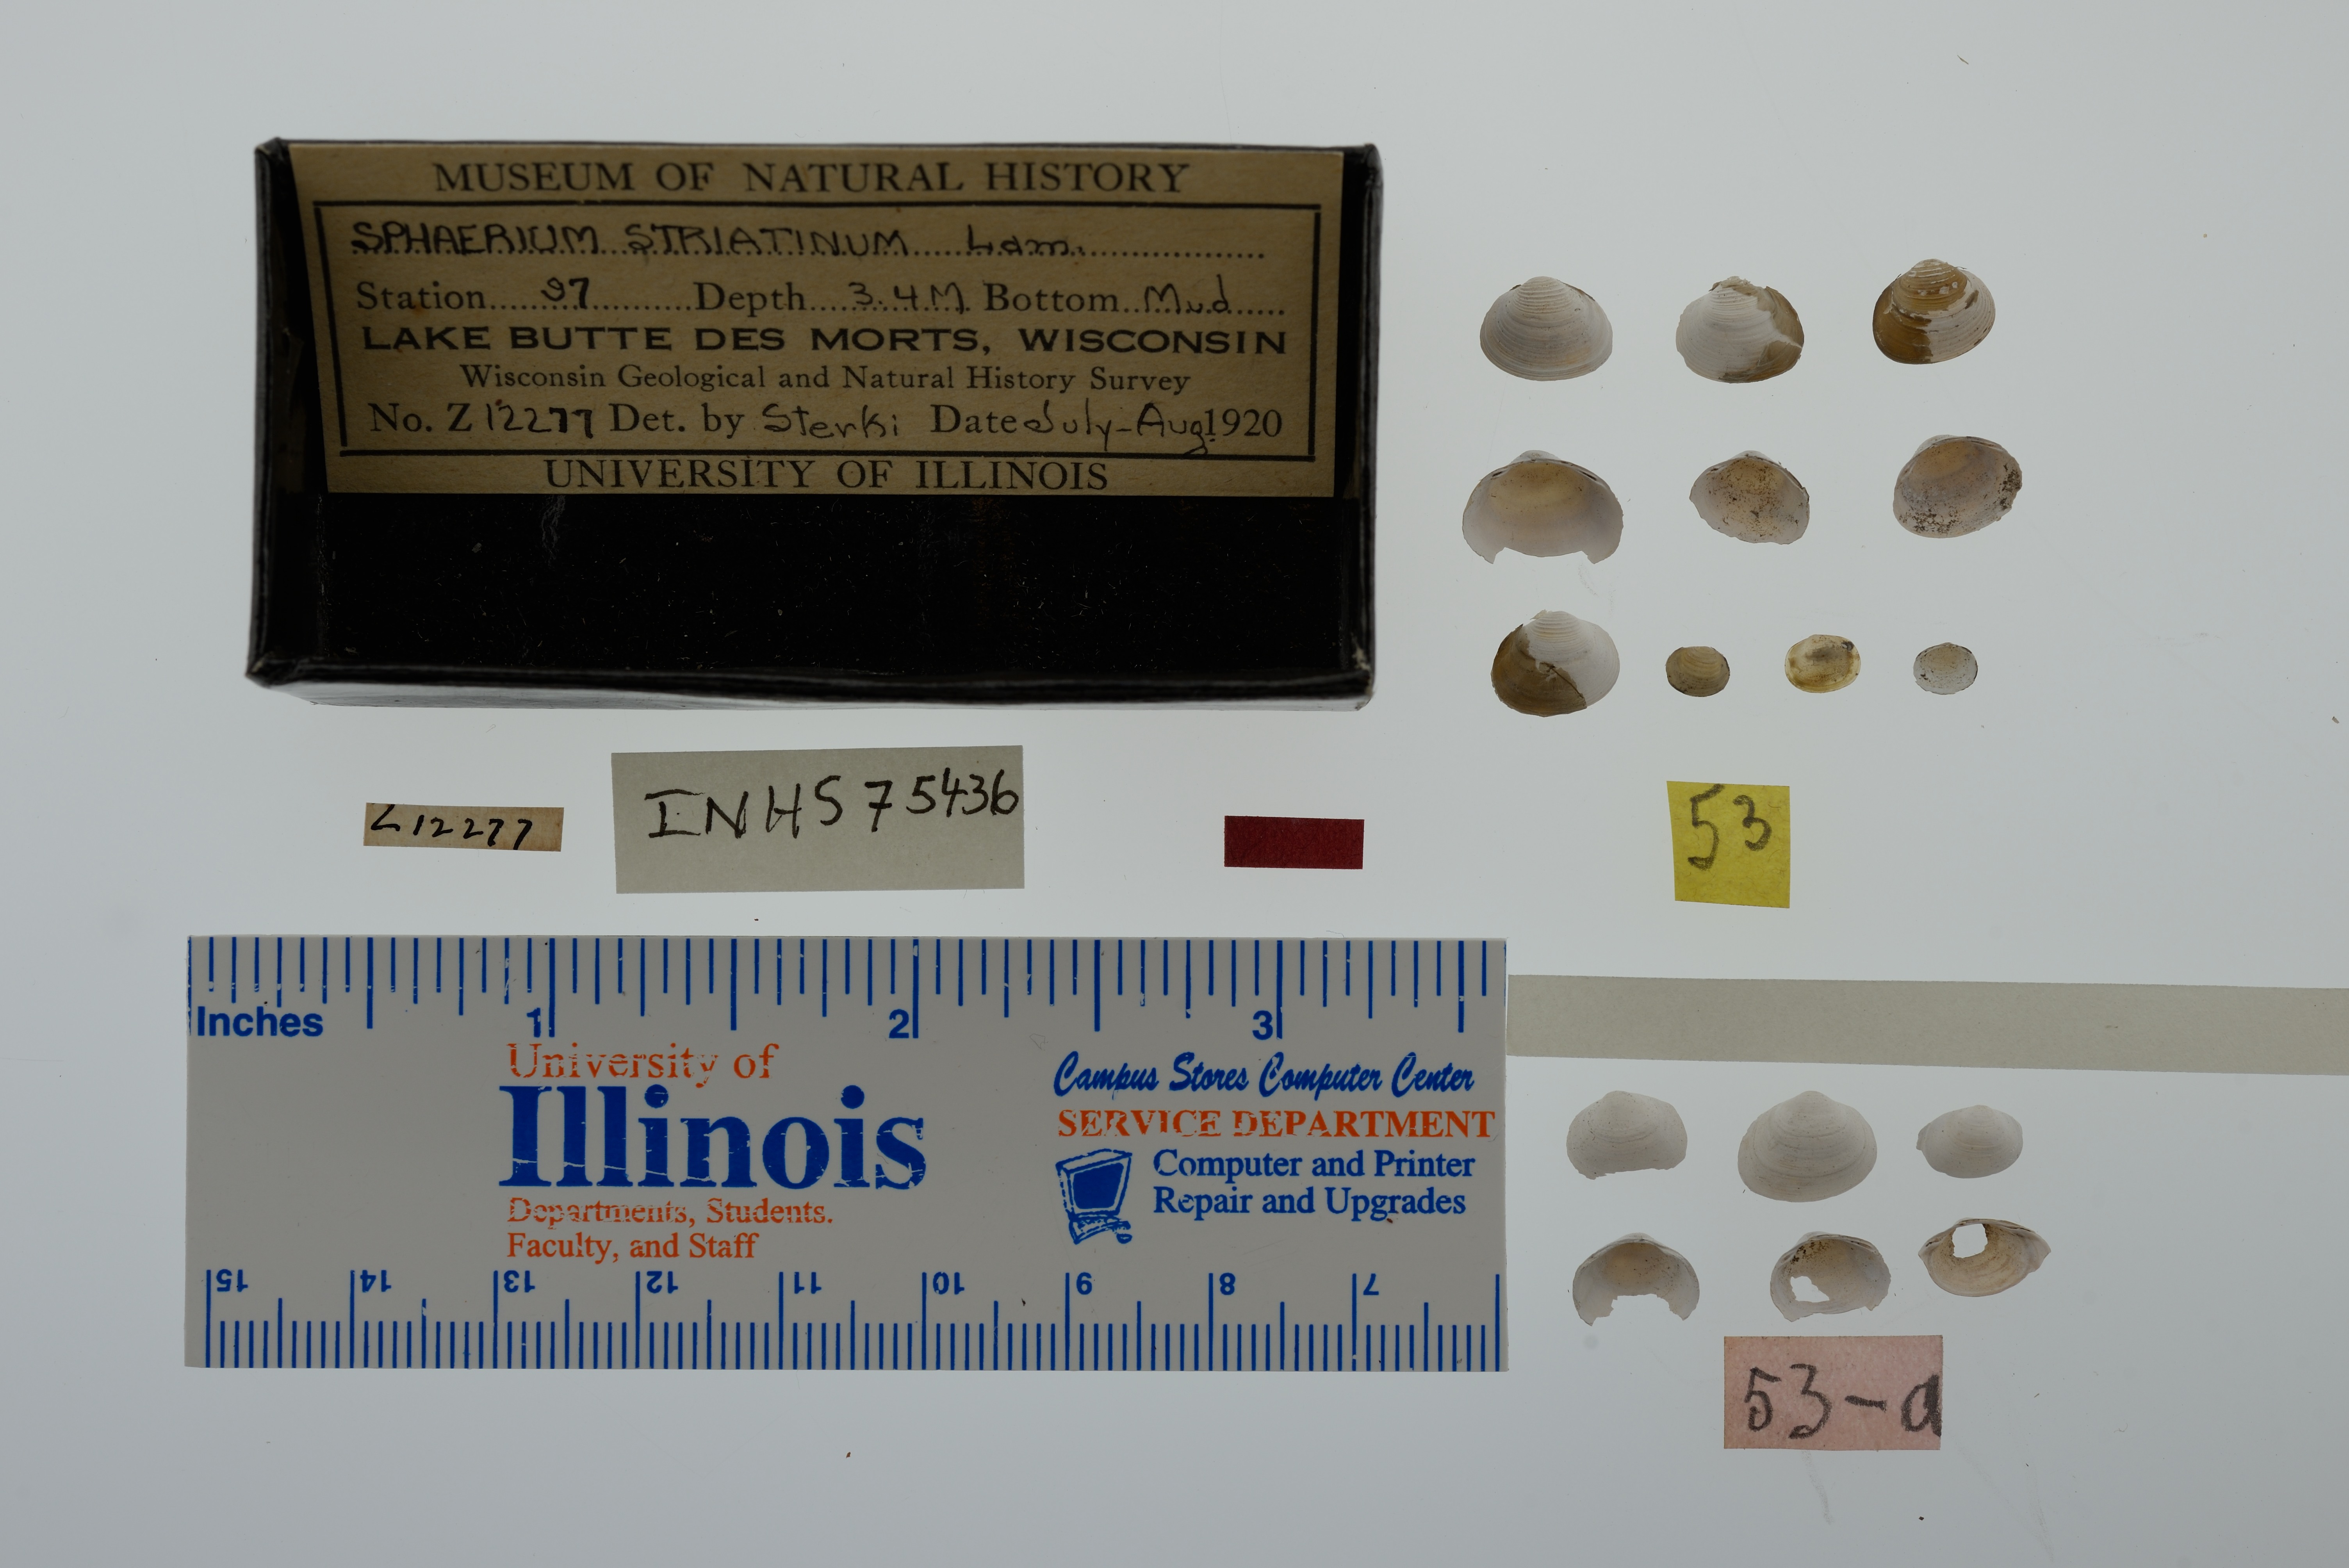 MUSEUM OF NATURAL HISTORY
SPHAERIUM STRIATINUM Lam.
Station 97 Depth 3.4M. Bottom Mud
LAKE BUTTE DES MORTS, WISCONSIN
Wisconsin Geological and Natural History Survey
No. Z 12277 Det. by Sterki Date July-Aug. 1920
UNIVERSITY OF ILLINOIS
Z12277
INHS 75436
53
Inches 1 2 3
University of
Illinois
Departments, Students.
Faculty, and Staff
Campus Stores Computer Center
SERVICE DEPARTMENT
Computer and Printer
Repair and Upgrades
15 14 13 12 11 10 9 8 7
53-a